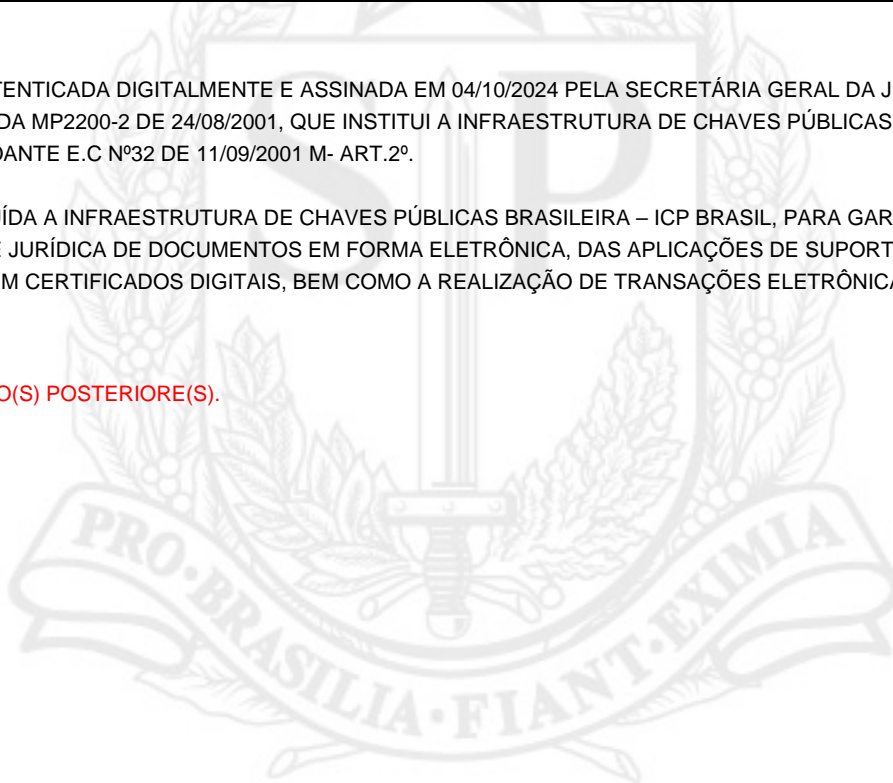 TENTICADA DIGITALMENTE E ASSINADA EM 04/10/2024 PELA SECRETÁRIA GERAL DA J
DA MP2200-2 DE 24/08/2001, QUE INSTITUI A INFRAESTRUTURA DE CHAVES PÚBLICAS
DANTE E.C Nº32 DE 11/09/2001 M- ART.2º.
ÍDA A INFRAESTRUTURA DE CHAVES PÚBLICAS BRASILEIRA – ICP BRASIL, PARA GAR
E JURÍDICA DE DOCUMENTOS EM FORMA ELETRÔNICA, DAS APLICAÇÕES DE SUPORT
M CERTIFICADOS DIGITAIS, BEM COMO A REALIZAÇÃO DE TRANSAÇÕES ELETRÔNICA
O(S) POSTERIORE(S).
SP
PRO·BRASILIA·FIANT·EXIMIA